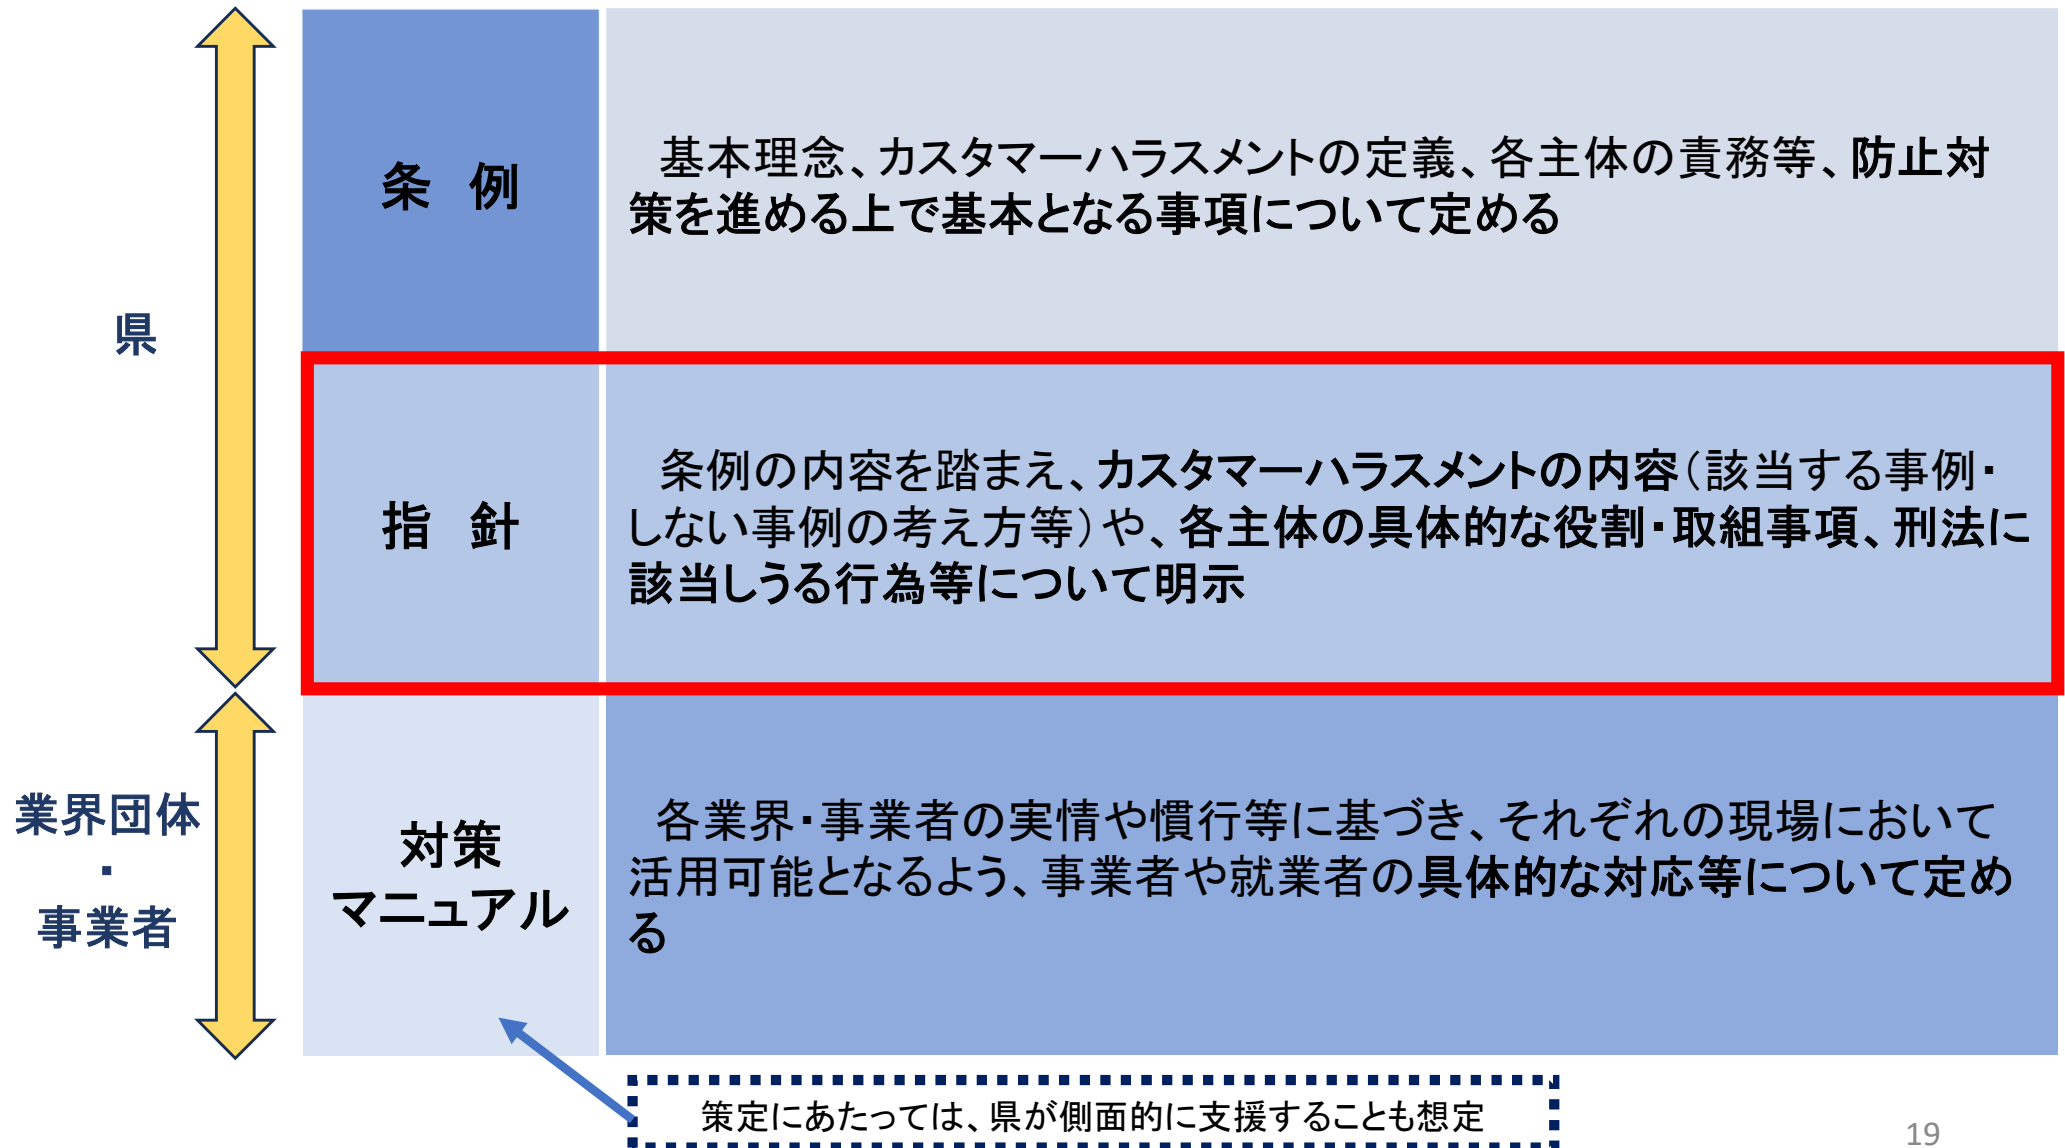 条　例
　基本理念、カスタマーハラスメントの定義、各主体の責務等、防止対
策を進める上で基本となる事項について定める
県
指　針
　条例の内容を踏まえ、カスタマーハラスメントの内容（該当する事例・
しない事例の考え方等）や、各主体の具体的な役割・取組事項、刑法に
該当しうる行為等について明示
業界団体
・
事業者
対策
マニュアル
　各業界・事業者の実情や慣行等に基づき、それぞれの現場において
活用可能となるよう、事業者や就業者の具体的な対応等について定め
る
策定にあたっては、県が側面的に支援することも想定
19